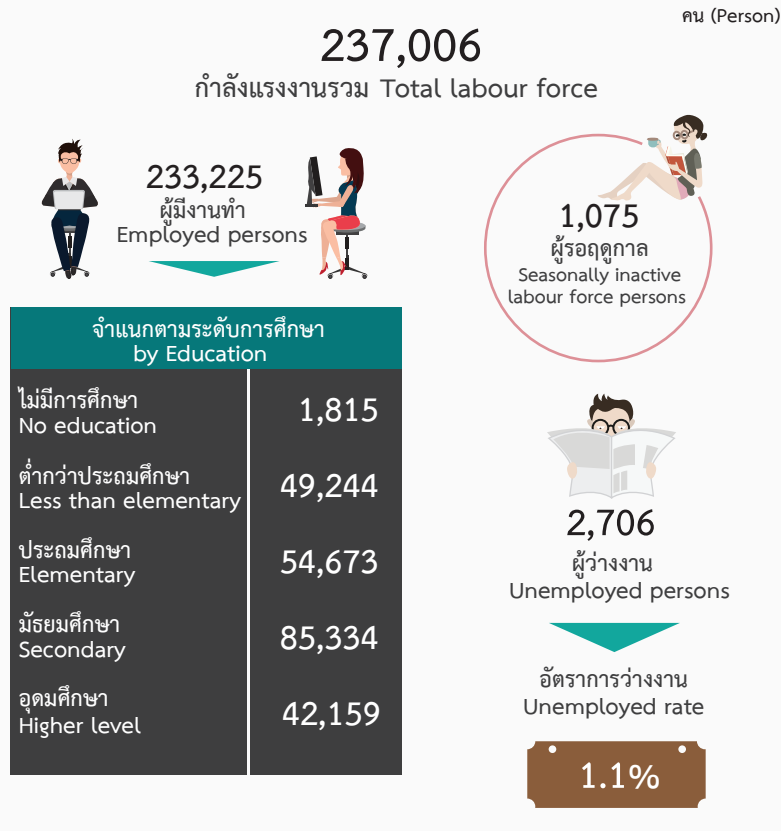 คน (Person)
237,006
กำลังแรงงานรวม Total labour force
233,225
ผู้มีงานทำ
Employed persons
1,075
ผู้รอฤดูกาล
Seasonally inactive
labour force persons
จำแนกตามระดับการศึกษา
by Education
ไม่มีการศึกษา
No education
1,815
ต่ำกว่าประถมศึกษา
Less than elementary
49,244
ประถมศึกษา
Elementary
54,673
มัธยมศึกษา
Secondary
85,334
อุดมศึกษา
Higher level
42,159
2,706
ผู้ว่างงาน
Unemployed persons
อัตราการว่างงาน
Unemployed rate
1.1%